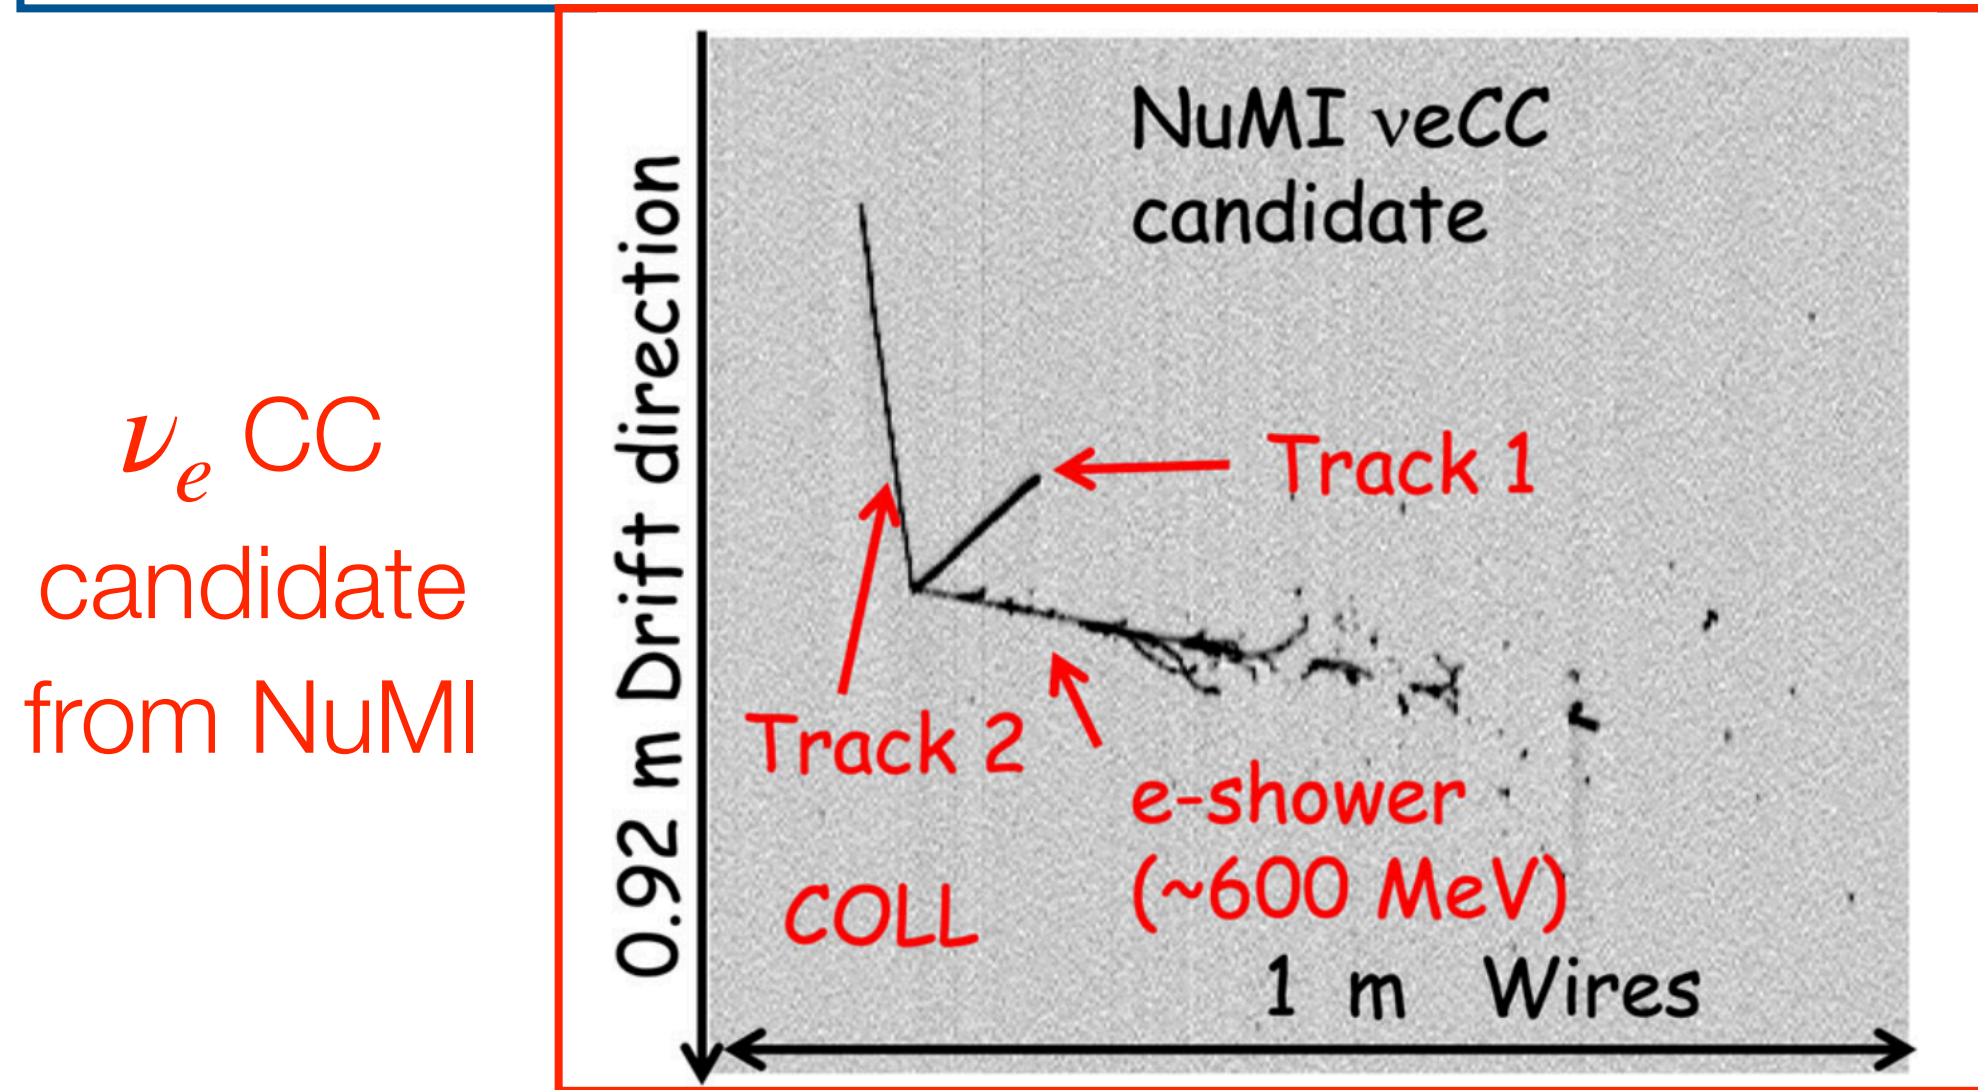 𝜈ₑ CC
candidate
from NuMI
0.92 m Drift direction
NuMI νeCC
candidate
Track 1
Track 2
e-shower
(~600 MeV)
COLL
1 m Wires